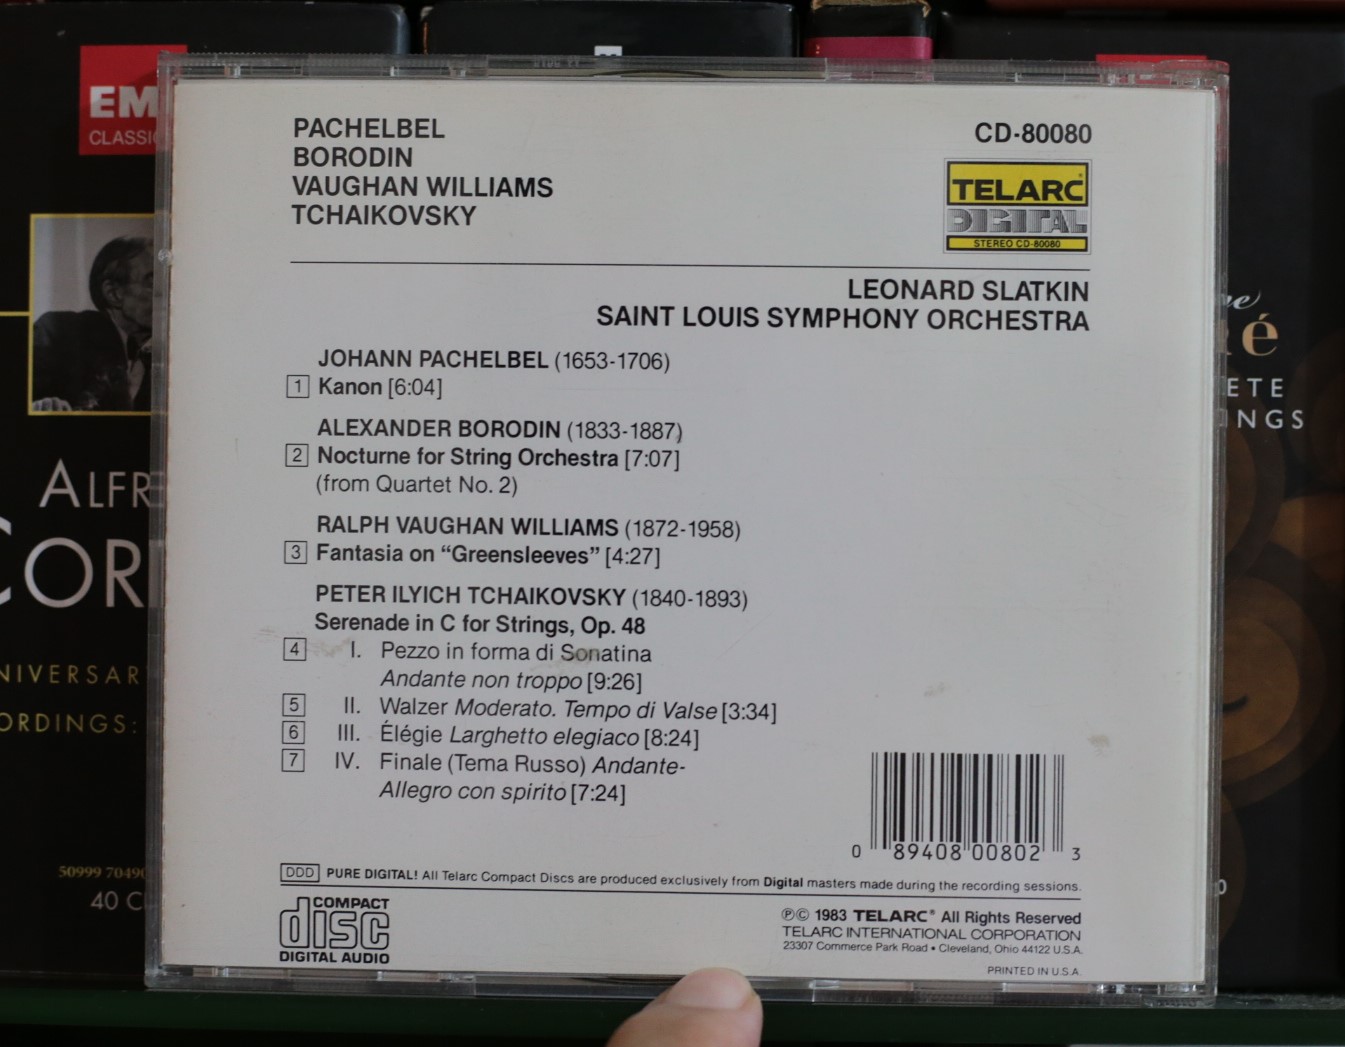 PACHELBEL
BORODIN
VAUGHAN WILLIAMS
TCHAIKOVSKY
CD-80080
TELARC®
DIGITAL
STEREO CD-80080
LEONARD SLATKIN
SAINT LOUIS SYMPHONY ORCHESTRA
JOHANN PACHELBEL (1653-1706)
1 Kanon [6:04]
ALEXANDER BORODIN (1833-1887)
2 Nocturne for String Orchestra [7:07]
(from Quartet No. 2)
RALPH VAUGHAN WILLIAMS (1872-1958)
3 Fantasia on “Greensleeves” [4:27]
PETER ILYICH TCHAIKOVSKY (1840-1893)
Serenade in C for Strings, Op. 48
4 I. Pezzo in forma di Sonatina
Andante non troppo [9:26]
5 II. Walzer Moderato. Tempo di Valse [3:34]
6 III. Élégie Larghetto elegiaco [8:24]
7 IV. Finale (Tema Russo) Andante-
Allegro con spirito [7:24]
0 89408 00802 3
DDD PURE DIGITAL! All Telarc Compact Discs are produced exclusively from Digital masters made during the recording sessions.
COMPACT
disc
DIGITAL AUDIO
℗© 1983 TELARC® All Rights Reserved
TELARC INTERNATIONAL CORPORATION
23307 Commerce Park Road • Cleveland, Ohio 44122 U.S.A.
PRINTED IN U.S.A.
EM
CLASSIC
ALFR
COR
NIVERSAR
ORDINGS:
50999 7049
40 C
é
ETE
INGS